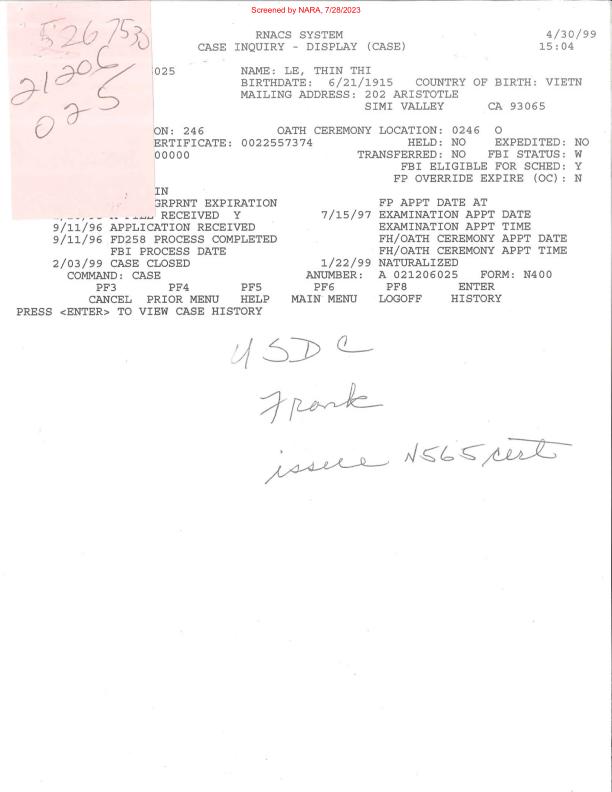 Screened by NARA, 7/28/2023
526 7530
21206
025
RNACS SYSTEM 4/30/99
CASE INQUIRY - DISPLAY (CASE) 15:04
025 NAME: LE, THIN THI
BIRTHDATE: 6/21/1915 COUNTRY OF BIRTH: VIETN
MAILING ADDRESS: 202 ARISTOTLE
SIMI VALLEY CA 93065
ON: 246 OATH CEREMONY LOCATION: 0246 O
ERTIFICATE: 0022557374 HELD: NO EXPEDITED: NO
00000 TRANSFERRED: NO FBI STATUS: W
FBI ELIGIBLE FOR SCHED: Y
FP OVERRIDE EXPIRE (OC): N
IN
GRPRNT EXPIRATION FP APPT DATE AT
RECEIVED Y 7/15/97 EXAMINATION APPT DATE
9/11/96 APPLICATION RECEIVED EXAMINATION APPT TIME
9/11/96 FD258 PROCESS COMPLETED FH/OATH CEREMONY APPT DATE
FBI PROCESS DATE FH/OATH CEREMONY APPT TIME
2/03/99 CASE CLOSED 1/22/99 NATURALIZED
COMMAND: CASE ANUMBER: A 021206025 FORM: N400
PF3 PF4 PF5 PF6 PF8 ENTER
CANCEL PRIOR MENU HELP MAIN MENU LOGOFF HISTORY
PRESS <ENTER> TO VIEW CASE HISTORY
USDC
Frank
issue N565 cert